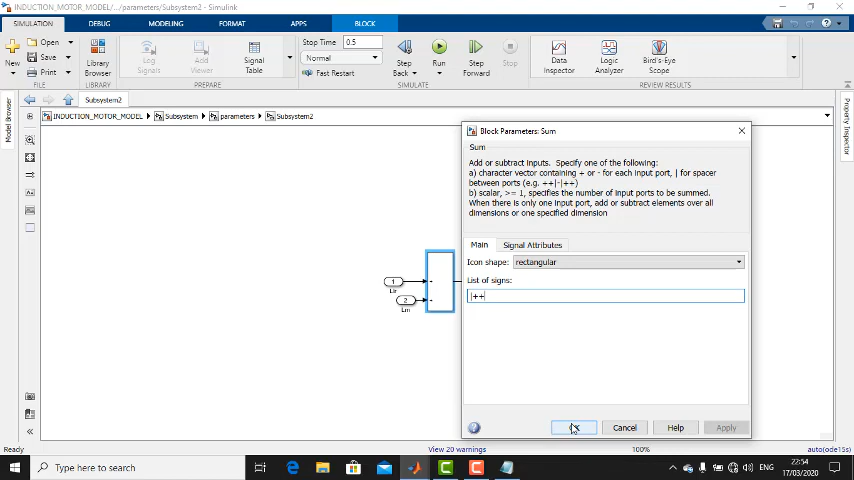 INDUCTION_MOTOR_MODEL/.../parameters/Subsystem2 - Simulink
SIMULATION DEBUG MODELING FORMAT APPS BLOCK
New
Open
Save
Print
FILE
Library
Browser
LIBRARY
Log
Signals
Add
Viewer
Signal
Table
PREPARE
Stop Time 0.5
Normal
Fast Restart
Step
Back
Run
Step
Forward
Stop
SIMULATE
Data
Inspector
Logic
Analyzer
Bird's-Eye
Scope
REVIEW RESULTS
Model Browser
Subsystem2
INDUCTION_MOTOR_MODEL Subsystem parameters Subsystem2
Property Inspector
1
Llr
2
Lm
Block Parameters: Sum
Sum
Add or subtract inputs. Specify one of the following:
a) character vector containing + or - for each input port, | for spacer
between ports (e.g. ++|-|++)
b) scalar, >= 1, specifies the number of input ports to be summed.
When there is only one input port, add or subtract elements over all
dimensions or one specified dimension
Main Signal Attributes
Icon shape: rectangular
List of signs:
|++
Cancel Help Apply
Ready View 20 warnings 100% auto(ode15s)
Type here to search
ENG
22:54
17/03/2020